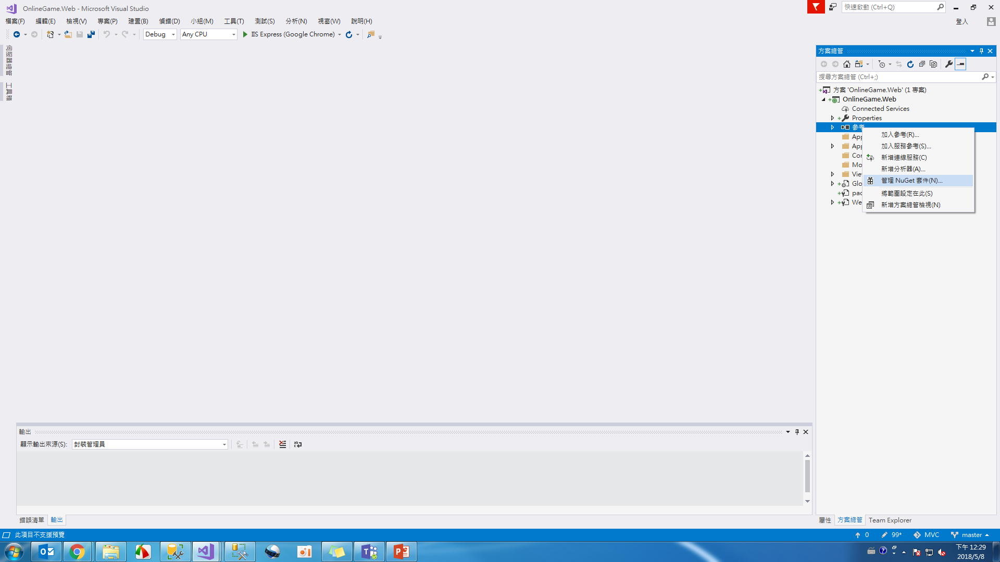 OnlineGame.Web - Microsoft Visual Studio
快速啟動 (Ctrl+Q)
檔案(F) 編輯(E) 檢視(V) 專案(P) 建置(B) 偵錯(D) 小組(M) 工具(T) 測試(S) 分析(N) 視窗(W) 說明(H)
登入
Debug Any CPU IIS Express (Google Chrome)
伺服器總管
工具箱
方案總管
搜尋方案總管 (Ctrl+;)
方案 'OnlineGame.Web' (1 專案)
OnlineGame.Web
Connected Services
Properties
參考
加入參考(R)...
App
加入服務參考(S)...
App
新增連線服務(C)
Con
新增分析器(A)...
Mo
管理 NuGet 套件(N)...
Vie
Glo
將範圍設定在此(S)
pac
新增方案總管檢視(N)
We
輸出
顯示輸出來源(S): 封裝管理員
錯誤清單 輸出
屬性 方案總管 Team Explorer
此項目不支援預覽
0 99* MVC master
下午 12:29
2018/5/8